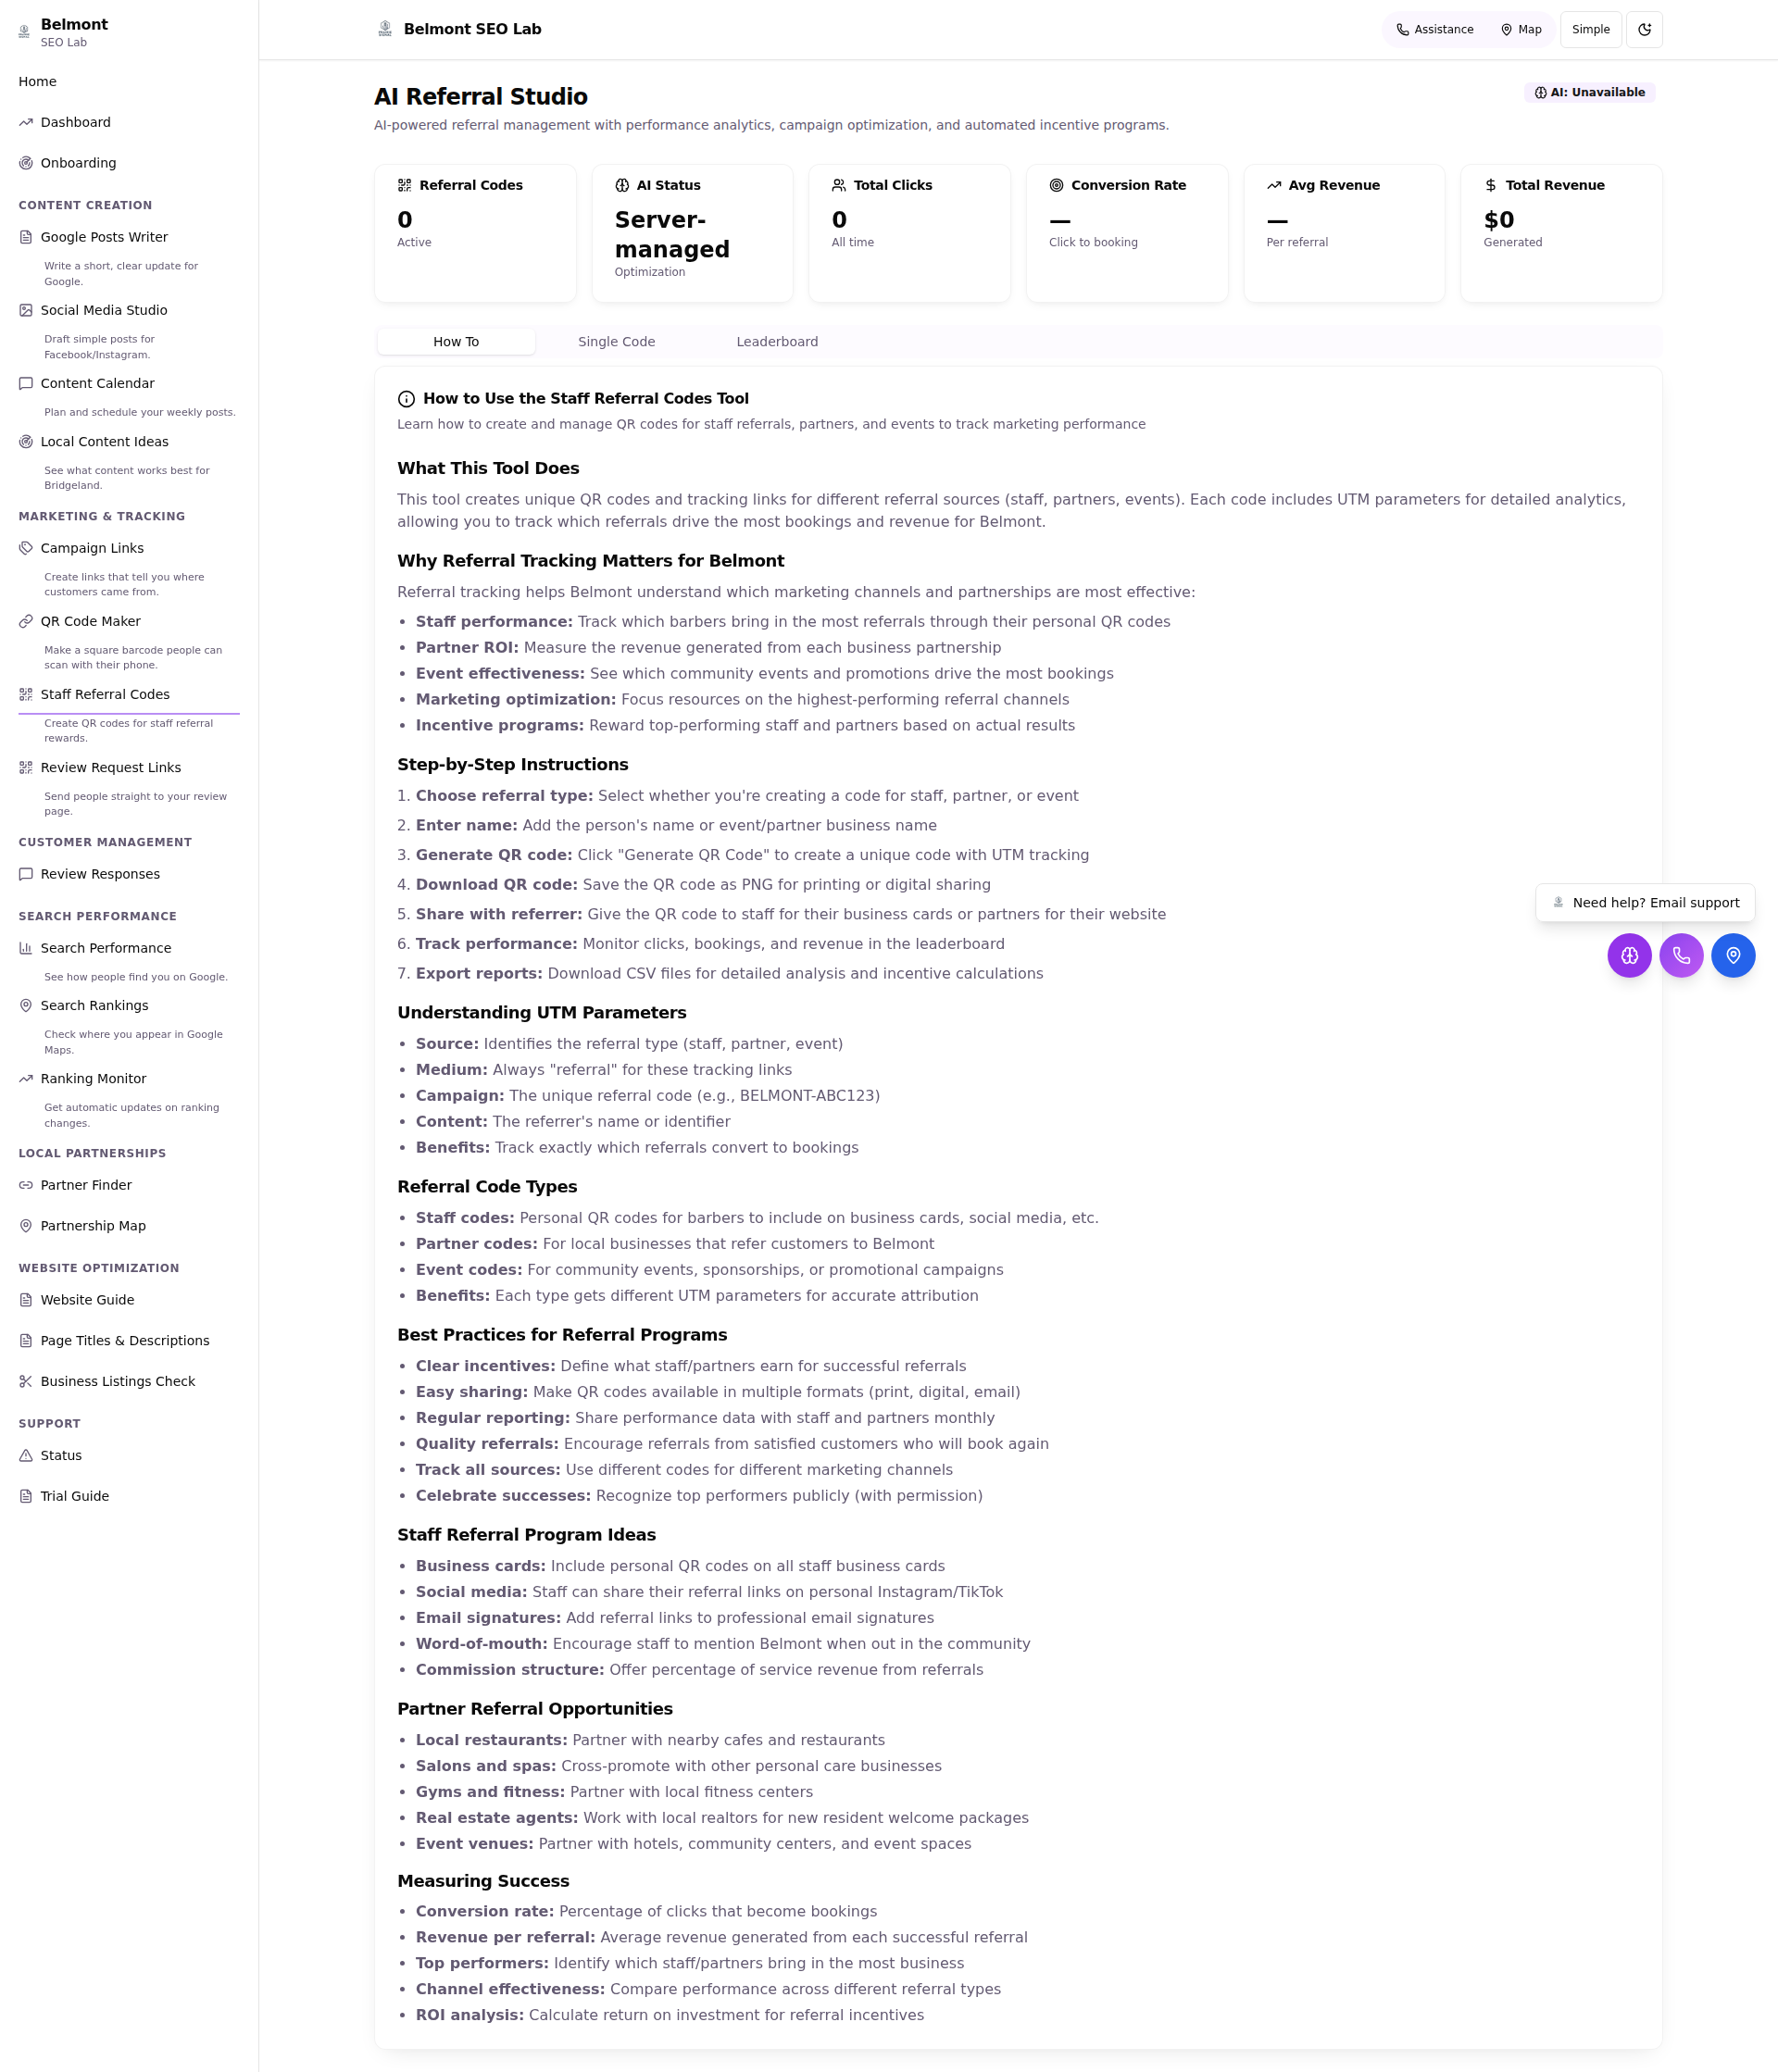 Belmont
SEO Lab
Home
Dashboard
Onboarding
CONTENT CREATION
Google Posts Writer
Write a short, clear update for
Google.
Social Media Studio
Draft simple posts for
Facebook/Instagram.
Content Calendar
Plan and schedule your weekly posts.
Local Content Ideas
See what content works best for
Bridgeland.
MARKETING & TRACKING
Campaign Links
Create links that tell you where
customers came from.
QR Code Maker
Make a square barcode people can
scan with their phone.
Staff Referral Codes
Create QR codes for staff referral
rewards.
Review Request Links
Send people straight to your review
page.
CUSTOMER MANAGEMENT
Review Responses
SEARCH PERFORMANCE
Search Performance
See how people find you on Google.
Search Rankings
Check where you appear in Google
Maps.
Ranking Monitor
Get automatic updates on ranking
changes.
LOCAL PARTNERSHIPS
Partner Finder
Partnership Map
WEBSITE OPTIMIZATION
Website Guide
Page Titles & Descriptions
Business Listings Check
SUPPORT
Status
Trial Guide
Belmont SEO Lab
Assistance
Map
Simple
AI Referral Studio
AI: Unavailable
AI-powered referral management with performance analytics, campaign optimization, and automated incentive programs.
Referral Codes
0
Active
AI Status
Server-
managed
Optimization
Total Clicks
0
All time
Conversion Rate
—
Click to booking
Avg Revenue
—
Per referral
Total Revenue
$0
Generated
How To
Single Code
Leaderboard
How to Use the Staff Referral Codes Tool
Learn how to create and manage QR codes for staff referrals, partners, and events to track marketing performance
What This Tool Does
This tool creates unique QR codes and tracking links for different referral sources (staff, partners, events). Each code includes UTM parameters for detailed analytics,
allowing you to track which referrals drive the most bookings and revenue for Belmont.
Why Referral Tracking Matters for Belmont
Referral tracking helps Belmont understand which marketing channels and partnerships are most effective:
• Staff performance: Track which barbers bring in the most referrals through their personal QR codes
• Partner ROI: Measure the revenue generated from each business partnership
• Event effectiveness: See which community events and promotions drive the most bookings
• Marketing optimization: Focus resources on the highest-performing referral channels
• Incentive programs: Reward top-performing staff and partners based on actual results
Step-by-Step Instructions
1. Choose referral type: Select whether you're creating a code for staff, partner, or event
2. Enter name: Add the person's name or event/partner business name
3. Generate QR code: Click "Generate QR Code" to create a unique code with UTM tracking
4. Download QR code: Save the QR code as PNG for printing or digital sharing
5. Share with referrer: Give the QR code to staff for their business cards or partners for their website
6. Track performance: Monitor clicks, bookings, and revenue in the leaderboard
7. Export reports: Download CSV files for detailed analysis and incentive calculations
Understanding UTM Parameters
• Source: Identifies the referral type (staff, partner, event)
• Medium: Always "referral" for these tracking links
• Campaign: The unique referral code (e.g., BELMONT-ABC123)
• Content: The referrer's name or identifier
• Benefits: Track exactly which referrals convert to bookings
Referral Code Types
• Staff codes: Personal QR codes for barbers to include on business cards, social media, etc.
• Partner codes: For local businesses that refer customers to Belmont
• Event codes: For community events, sponsorships, or promotional campaigns
• Benefits: Each type gets different UTM parameters for accurate attribution
Best Practices for Referral Programs
• Clear incentives: Define what staff/partners earn for successful referrals
• Easy sharing: Make QR codes available in multiple formats (print, digital, email)
• Regular reporting: Share performance data with staff and partners monthly
• Quality referrals: Encourage referrals from satisfied customers who will book again
• Track all sources: Use different codes for different marketing channels
• Celebrate successes: Recognize top performers publicly (with permission)
Staff Referral Program Ideas
• Business cards: Include personal QR codes on all staff business cards
• Social media: Staff can share their referral links on personal Instagram/TikTok
• Email signatures: Add referral links to professional email signatures
• Word-of-mouth: Encourage staff to mention Belmont when out in the community
• Commission structure: Offer percentage of service revenue from referrals
Partner Referral Opportunities
• Local restaurants: Partner with nearby cafes and restaurants
• Salons and spas: Cross-promote with other personal care businesses
• Gyms and fitness: Partner with local fitness centers
• Real estate agents: Work with local realtors for new resident welcome packages
• Event venues: Partner with hotels, community centers, and event spaces
Measuring Success
• Conversion rate: Percentage of clicks that become bookings
• Revenue per referral: Average revenue generated from each successful referral
• Top performers: Identify which staff/partners bring in the most business
• Channel effectiveness: Compare performance across different referral types
• ROI analysis: Calculate return on investment for referral incentives
Need help? Email support